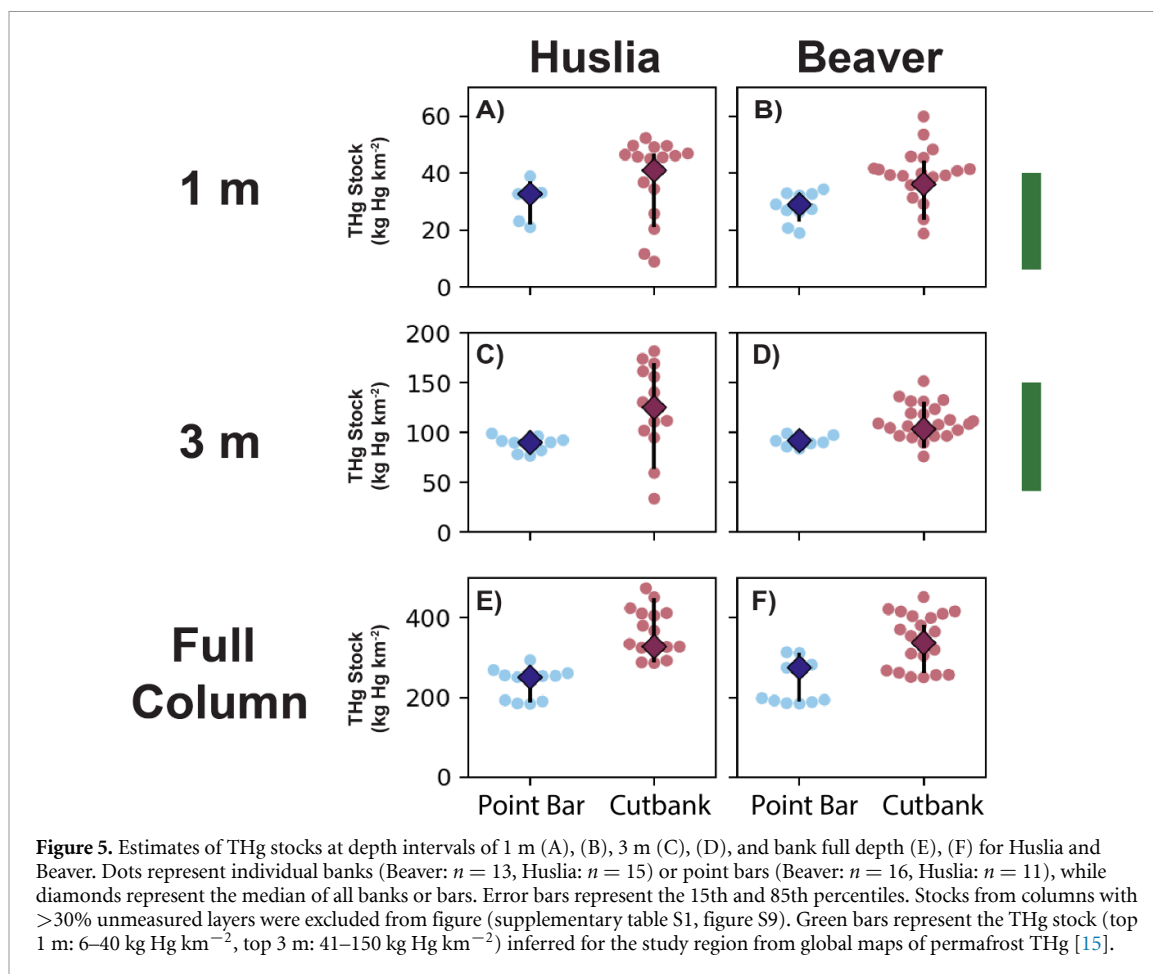 Huslia
Beaver
1 m
THg Stock
(kg Hg km-2)
A)
60
40
20
0
B)
3 m
THg Stock
(kg Hg km-2)
C)
200
150
100
50
0
D)
Full
Column
THg Stock
(kg Hg km-2)
E)
400
200
0
F)
Point Bar
Cutbank
Point Bar
Cutbank
Figure 5. Estimates of THg stocks at depth intervals of 1 m (A), (B), 3 m (C), (D), and bank full depth (E), (F) for Huslia and
Beaver. Dots represent individual banks (Beaver: n = 13, Huslia: n = 15) or point bars (Beaver: n = 16, Huslia: n = 11), while
diamonds represent the median of all banks or bars. Error bars represent the 15th and 85th percentiles. Stocks from columns with
>30% unmeasured layers were excluded from figure (supplementary table S1, figure S9). Green bars represent the THg stock (top
1 m: 6–40 kg Hg km−2, top 3 m: 41–150 kg Hg km−2) inferred for the study region from global maps of permafrost THg [15].